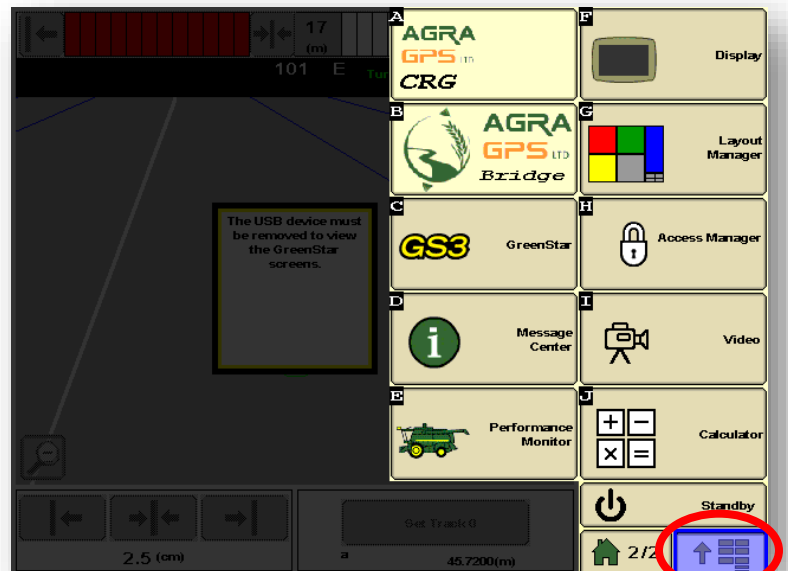 17
(m)
101 E Tur
The USB device must
be removed to view
the GreenStar
screens.
Set Track 0
2.5 (cm)
a
45.7200(m)
A
AGRA
GPS LTD
CRG
B
AGRA
GPS LTD
Bridge
C
GS3
GreenStar
D
i
Message
Center
E
Performance
Monitor
F
Display
G
Layout
Manager
H
Access Manager
I
Video
J
+ −
× =
Calculator
Standby
2/2